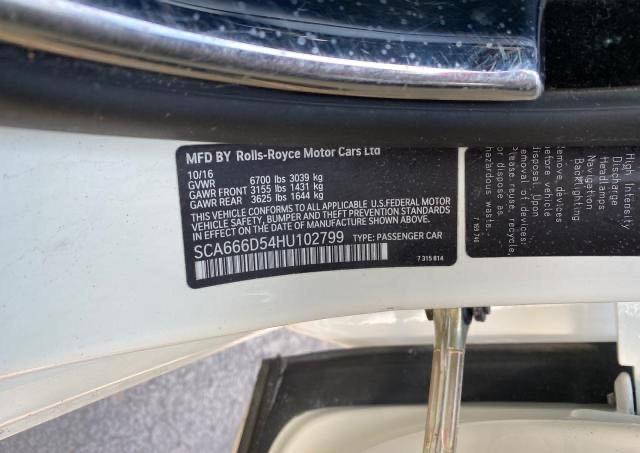 MFD BY Rolls-Royce Motor Cars Ltd
10/16
GVWR 6700 lbs 3039 kg
GAWR FRONT 3155 lbs 1431 kg
GAWR REAR 3625 lbs 1644 kg
THIS VEHICLE CONFORMS TO ALL APPLICABLE U.S.FEDERAL MOTOR
VEHICLE SAFETY, BUMPER AND THEFT PREVENTION STANDARDS
IN EFFECT ON THE DATE OF MANUFACTURE SHOWN ABOVE.
SCA666D54HU102799 TYPE: PASSENGER CAR
7 315 814
Discharge
Headlamps
Navigation
Backlighting
Remove devices
before vehicle
disposal. Upon
removal of devices
please reuse, recycle
or dispose as
hazardous waste.
7 169 746